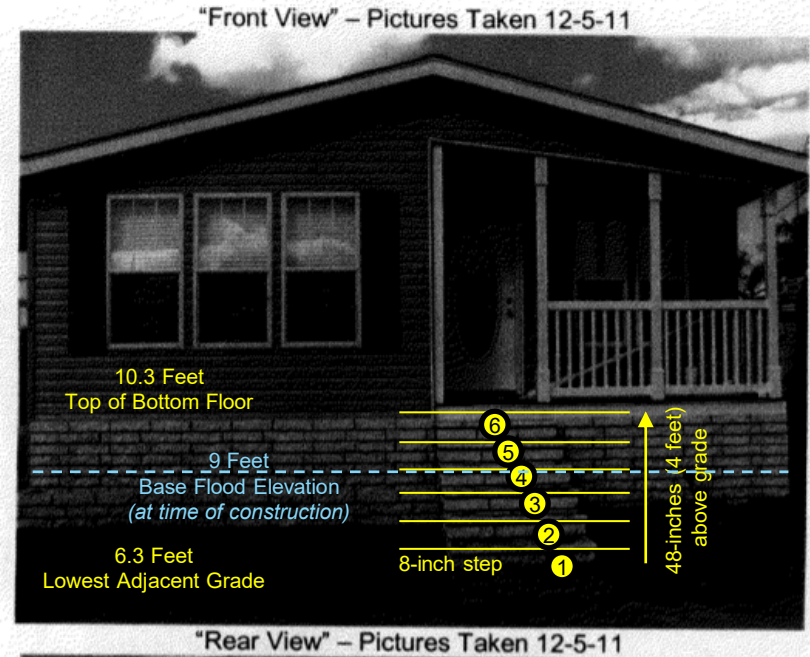 "Front View" – Pictures Taken 12-5-11
10.3 Feet
Top of Bottom Floor
9 Feet
Base Flood Elevation
(at time of construction)
6.3 Feet
Lowest Adjacent Grade
6
5
4
3
2
1
8-inch step
48-inches (4 feet)
above grade
"Rear View" – Pictures Taken 12-5-11